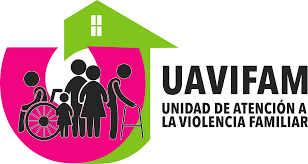 UAVIFAM
UNIDAD DE ATENCIÓN A
LA VIOLENCIA FAMILIAR